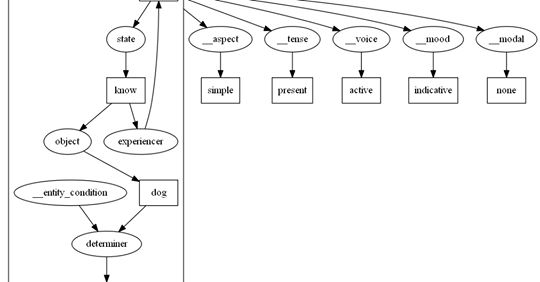 state
__aspect
__tense
__voice
__mood
__modal
know
simple
present
active
indicative
none
object
experiencer
__entity_condition
dog
determiner